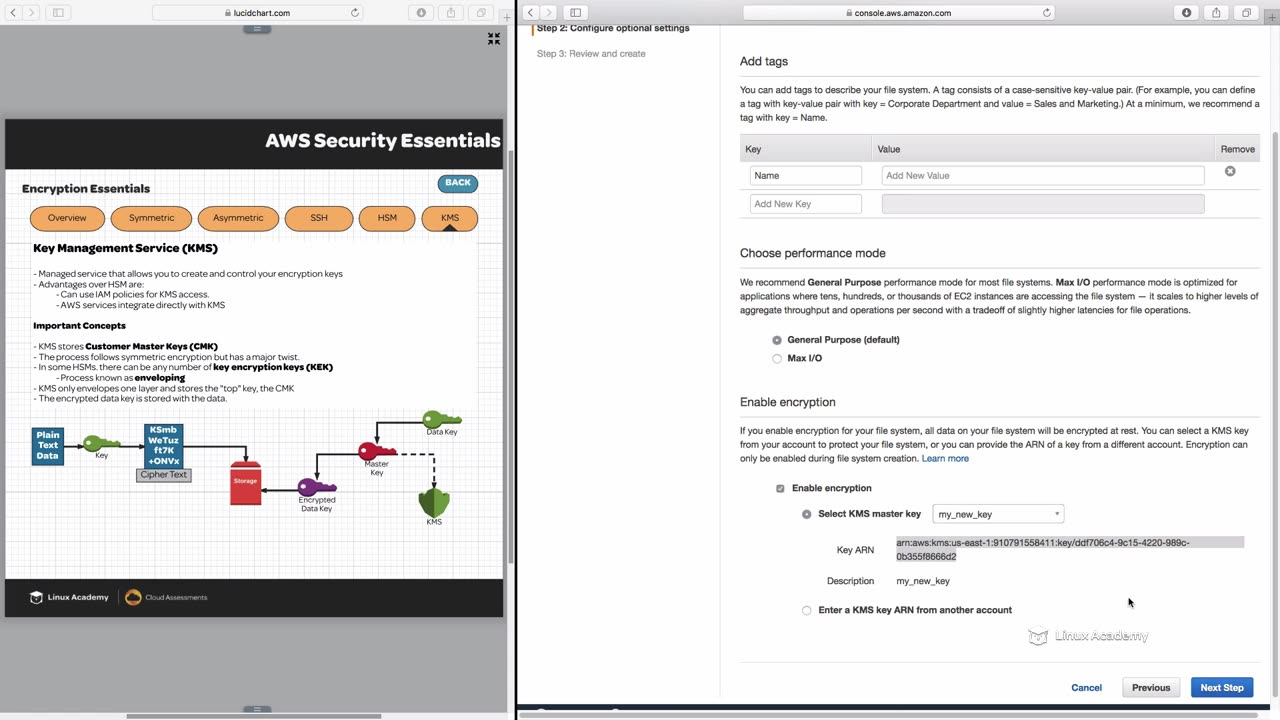 lucidchart.com
AWS Security Essentials
Encryption Essentials
BACK
Overview
Symmetric
Asymmetric
SSH
HSM
KMS
Key Management Service (KMS)
- Managed service that allows you to create and control your encryption keys
- Advantages over HSM are:
- Can use IAM policies for KMS access.
- AWS services integrate directly with KMS
Important Concepts
- KMS stores Customer Master Keys (CMK)
- The process follows symmetric encryption but has a major twist.
- In some HSMs. there can be any number of key encryption keys (KEK)
- Process known as enveloping
- KMS only envelopes one layer and stores the "top" key, the CMK
- The encrypted data key is stored with the data.
Plain
Text
Data
Key
KSmb
WeTuz
ft7K
+ONVx
Cipher Text
Storage
Data Key
Master
Key
Encrypted
Data Key
KMS
Linux Academy
Cloud Assessments
console.aws.amazon.com
Step 2: Configure optional settings
Step 3: Review and create
Add tags
You can add tags to describe your file system. A tag consists of a case-sensitive key-value pair. (For example, you can define
a tag with key-value pair with key = Corporate Department and value = Sales and Marketing.) At a minimum, we recommend a
tag with key = Name.
Key Value Remove
Name Add New Value
Add New Key
Choose performance mode
We recommend General Purpose performance mode for most file systems. Max I/O performance mode is optimized for
applications where tens, hundreds, or thousands of EC2 instances are accessing the file system — it scales to higher levels of
aggregate throughput and operations per second with a tradeoff of slightly higher latencies for file operations.
General Purpose (default)
Max I/O
Enable encryption
If you enable encryption for your file system, all data on your file system will be encrypted at rest. You can select a KMS key
from your account to protect your file system, or you can provide the ARN of a key from a different account. Encryption can
only be enabled during file system creation. Learn more
Enable encryption
Select KMS master key my_new_key
Key ARN arn:aws:kms:us-east-1:910791558411:key/ddf706c4-9c15-4220-989c-
0b355f8666d2
Description my_new_key
Enter a KMS key ARN from another account
Linux Academy
Cancel Previous Next Step